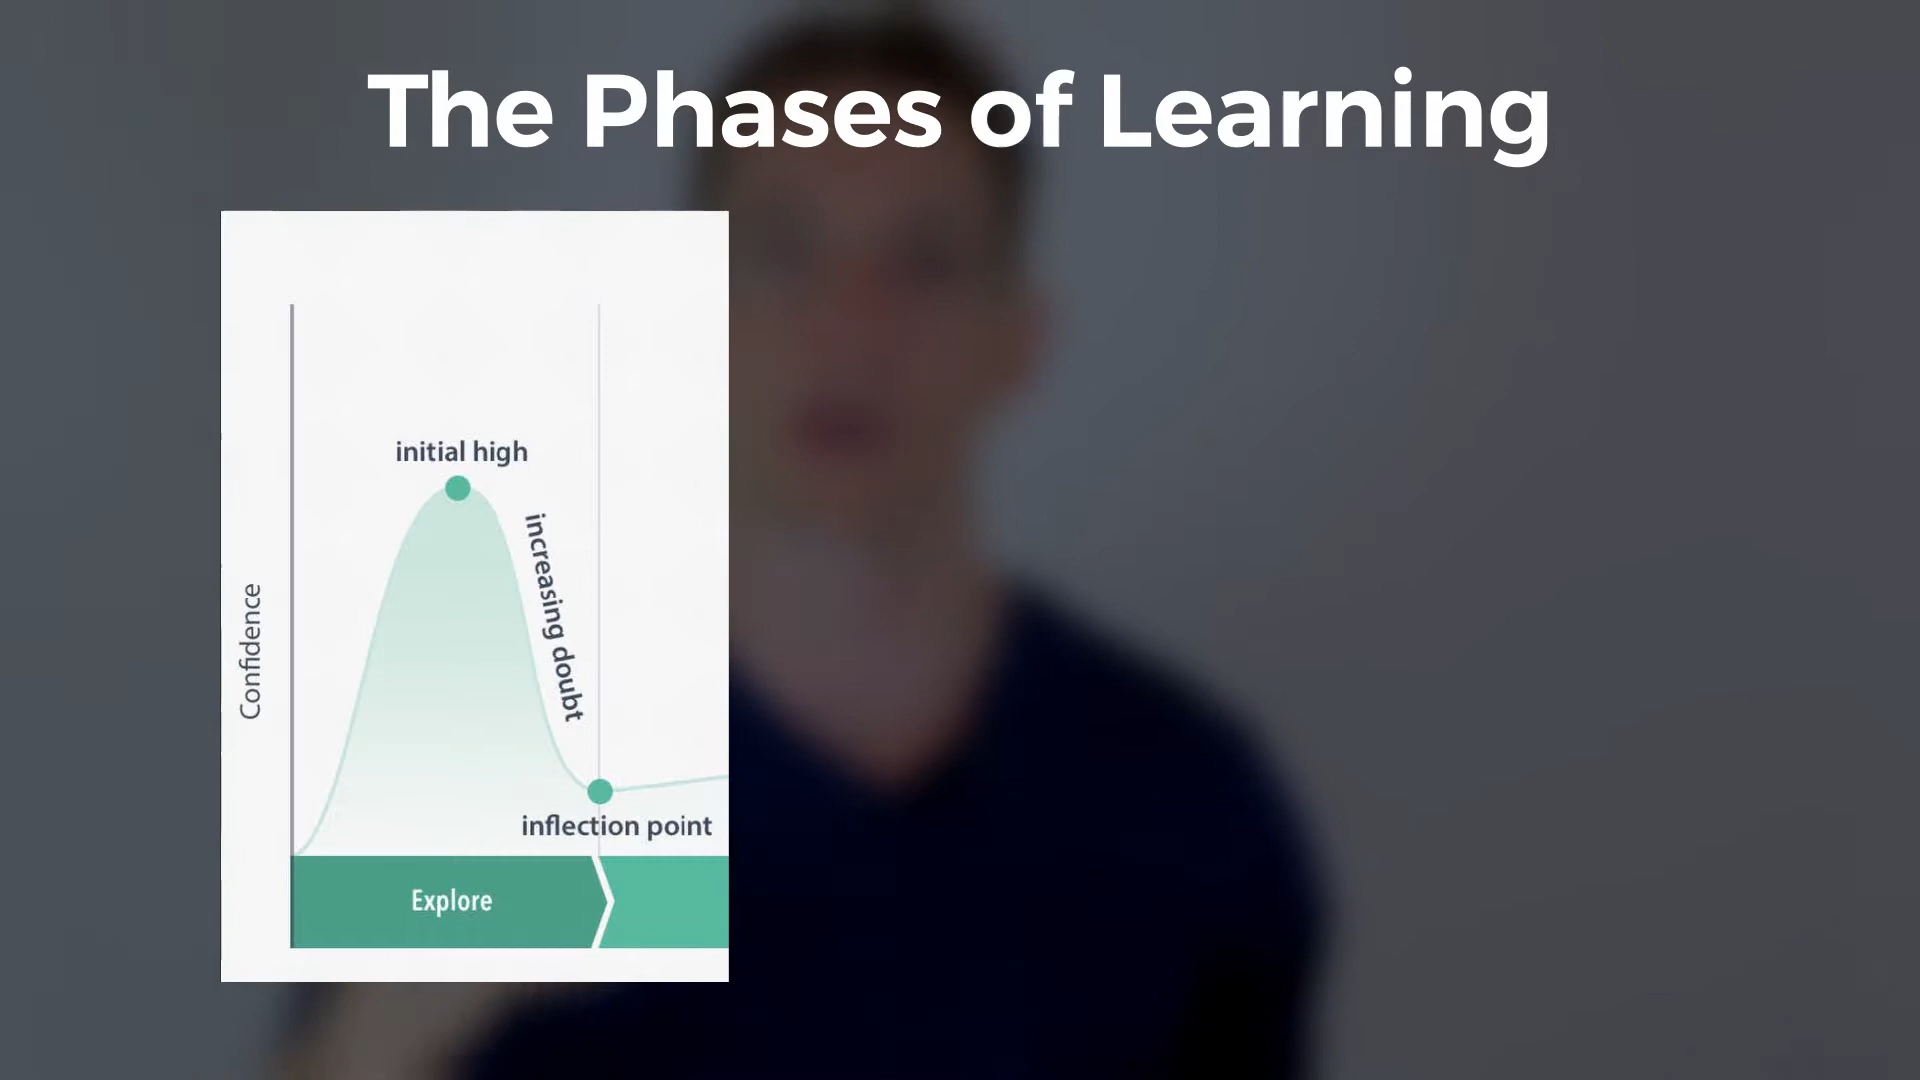 The Phases of Learning
initial high
increasing doubt
Confidence
inflection point
Explore